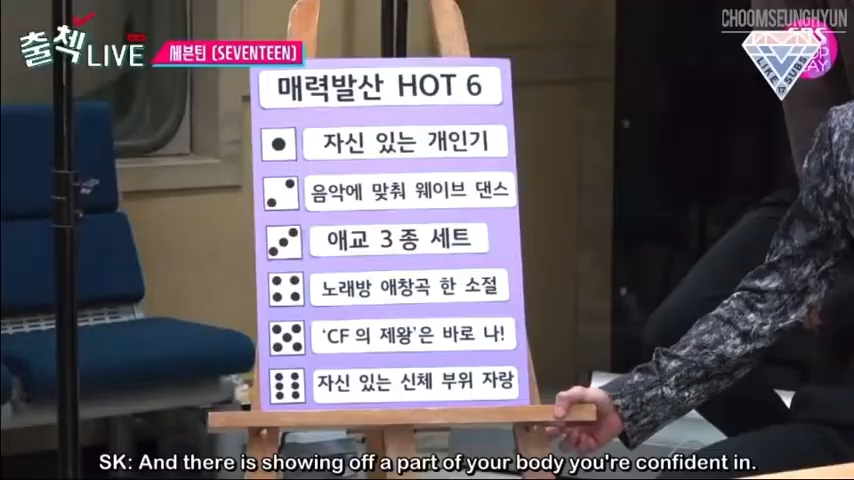 CHOOMSEUNGHYUN
출첵LIVE
세븐틴 (SEVENTEEN)
LIKE & SUBS
매력발산 HOT 6
자신 있는 개인기
음악에 맞춰 웨이브 댄스
애교 3종 세트
노래방 애창곡 한 소절
'CF의 제왕'은 바로 나!
자신 있는 신체 부위 자랑
SK: And there is showing off a part of your body you're confident in.